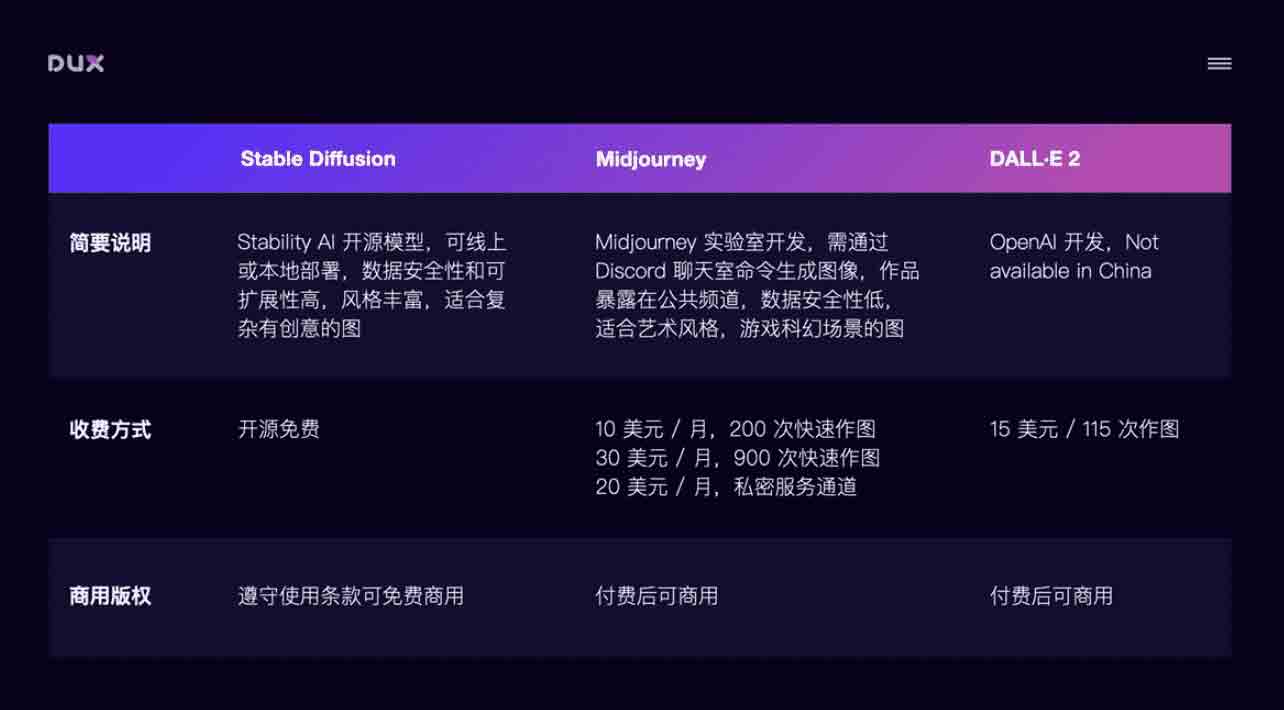 DUX
Stable Diffusion
Midjourney
DALL·E 2
简要说明
Stability AI 开源模型，可线上
或本地部署，数据安全性和可
扩展性高，风格丰富，适合复
杂有创意的图
Midjourney 实验室开发，需通过
Discord 聊天室命令生成图像，作品
暴露在公共频道，数据安全性低，
适合艺术风格，游戏科幻场景的图
OpenAI 开发，Not
available in China
收费方式
开源免费
10 美元 / 月，200 次快速作图
30 美元 / 月，900 次快速作图
20 美元 / 月，私密服务通道
15 美元 / 115 次作图
商用版权
遵守使用条款可免费商用
付费后可商用
付费后可商用